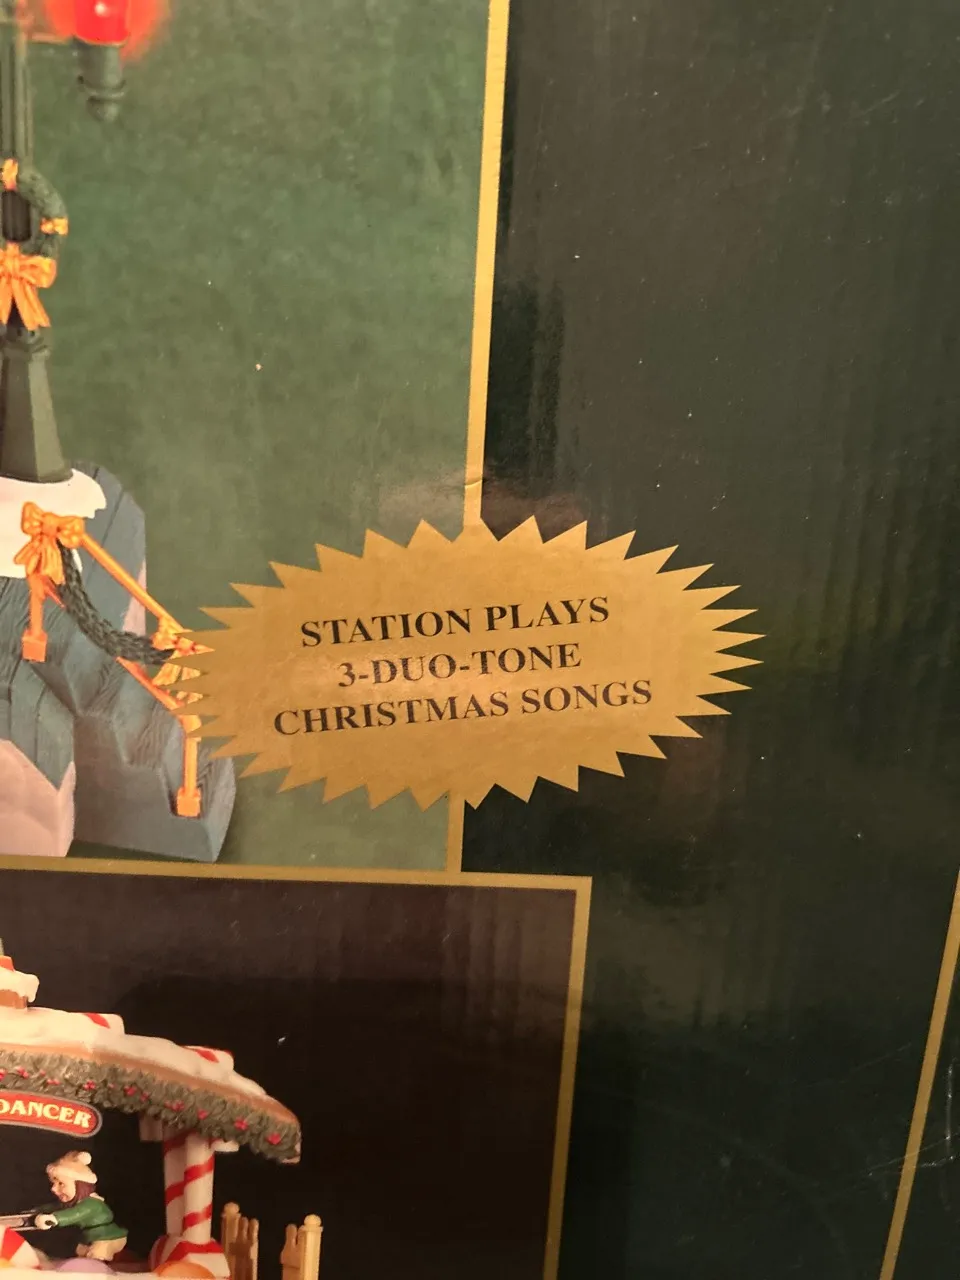 STATION PLAYS
3-DUO-TONE
CHRISTMAS SONGS
DANCER